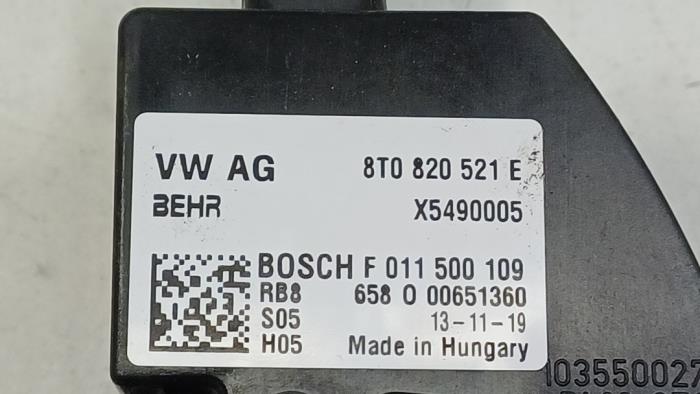 VW AG 8T0 820 521 E
BEHR X5490005
BOSCH F 011 500 109
RB8 658 0 00651360
S05 13-11-19
H05 Made in Hungary
103550027